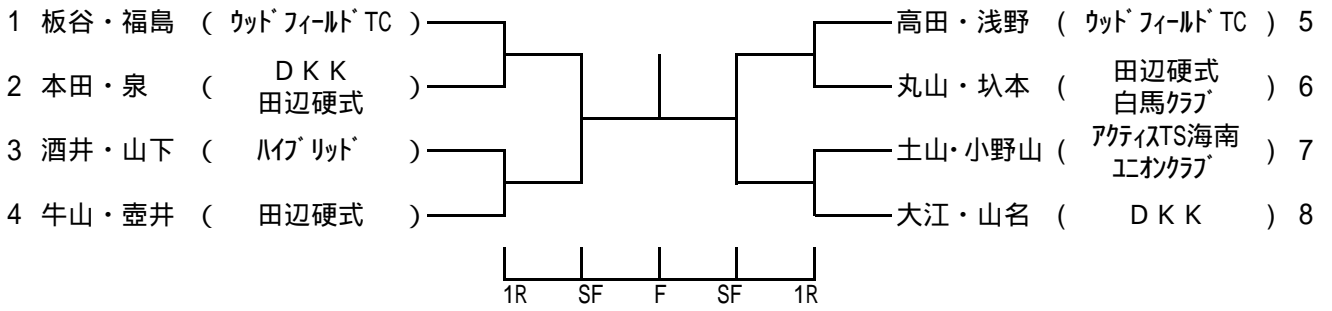 1 板谷・福島 ( ｳｯﾄﾞﾌｨｰﾙﾄﾞTC )
2 本田・泉 ( ＤＫＫ 田辺硬式 )
3 酒井・山下 ( ﾊｲﾌﾞﾘｯﾄﾞ )
4 牛山・壺井 ( 田辺硬式 )
高田・浅野 ( ｳｯﾄﾞﾌｨｰﾙﾄﾞTC ) 5
丸山・圦本 ( 田辺硬式 白馬ｸﾗﾌﾞ ) 6
土山・小野山 ( ｱｸﾃｨｽTS海南 ﾕﾆｵﾝｸﾗﾌﾞ ) 7
大江・山名 ( ＤＫＫ ) 8
1R SF F SF 1R